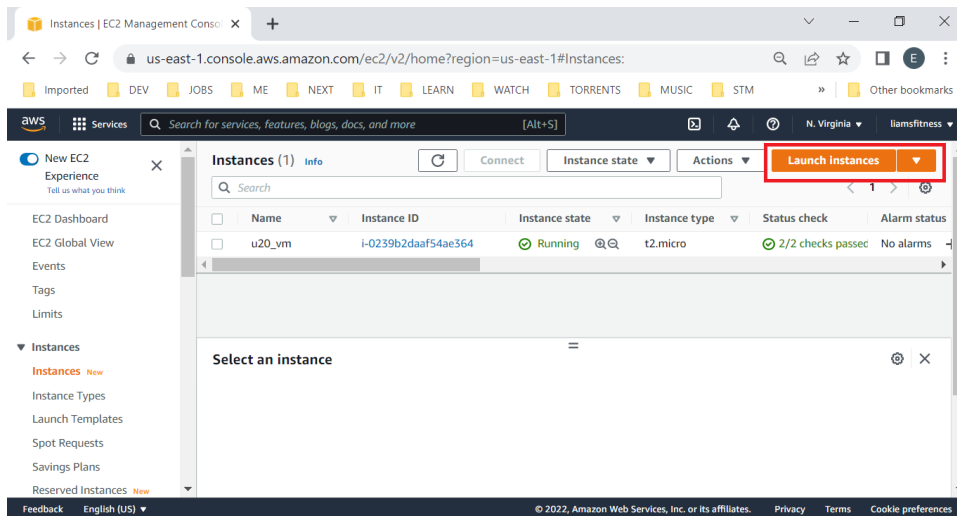 Instances | EC2 Management Conso
us-east-1.console.aws.amazon.com/ec2/v2/home?region=us-east-1#Instances:
E
Imported DEV JOBS ME NEXT IT LEARN WATCH TORRENTS MUSIC STM » Other bookmarks
aws Services Search for services, features, blogs, docs, and more [Alt+S] N. Virginia liamsfitness
New EC2
Experience
Tell us what you think
EC2 Dashboard
EC2 Global View
Events
Tags
Limits
Instances
Instances New
Instance Types
Launch Templates
Spot Requests
Savings Plans
Reserved Instances New
Instances (1) Info Connect Instance state Actions Launch instances
Search 1
Name Instance ID Instance state Instance type Status check Alarm status
u20_vm i-0239b2daaf54ae364 Running t2.micro 2/2 checks passed No alarms
Select an instance
Feedback English (US) © 2022, Amazon Web Services, Inc. or its affiliates. Privacy Terms Cookie preferences